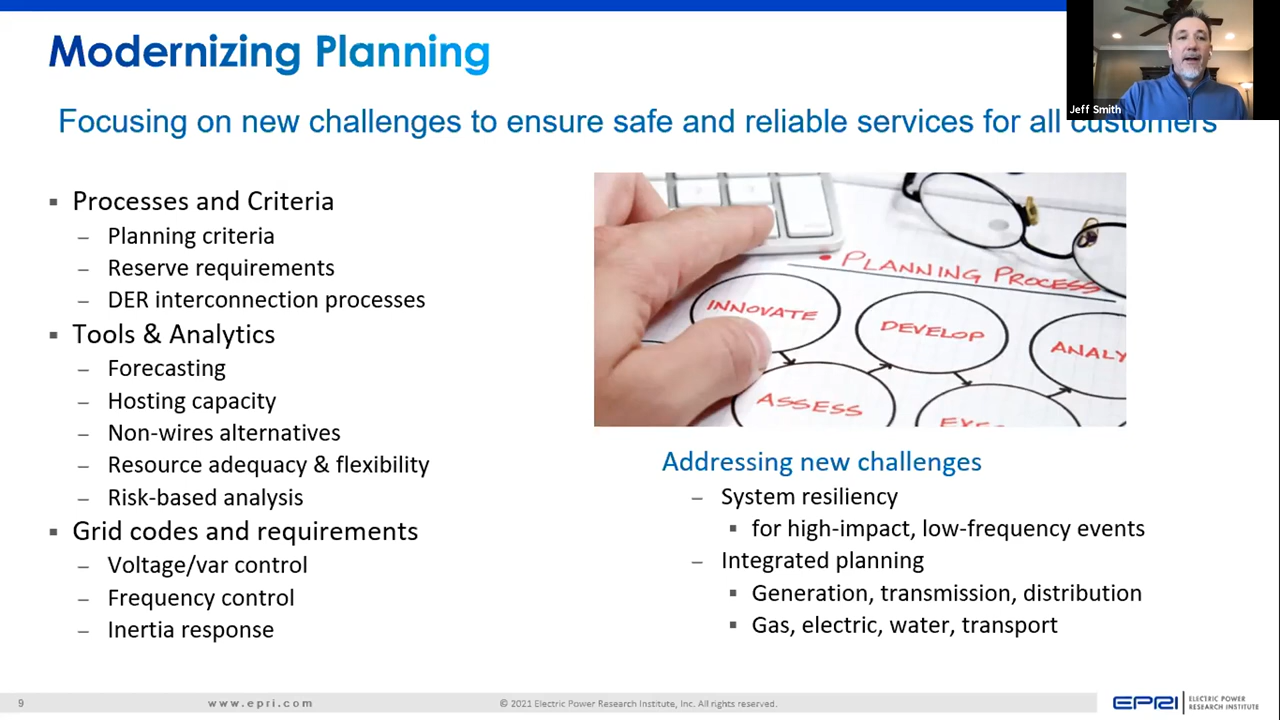 Modernizing Planning
Jeff Smith
Focusing on new challenges to ensure safe and reliable services for all customers
▪ Processes and Criteria
– Planning criteria
– Reserve requirements
– DER interconnection processes
▪ Tools & Analytics
– Forecasting
– Hosting capacity
– Non-wires alternatives
– Resource adequacy & flexibility
– Risk-based analysis
▪ Grid codes and requirements
– Voltage/var control
– Frequency control
– Inertia response
• PLANNING PROCESS
INNOVATE
DEVELOP
ANALY
ASSESS
Addressing new challenges
– System resiliency
▪ for high-impact, low-frequency events
– Integrated planning
▪ Generation, transmission, distribution
▪ Gas, electric, water, transport
9
www.epri.com
© 2021 Electric Power Research Institute, Inc. All rights reserved.
EPRI
ELECTRIC POWER
RESEARCH INSTITUTE